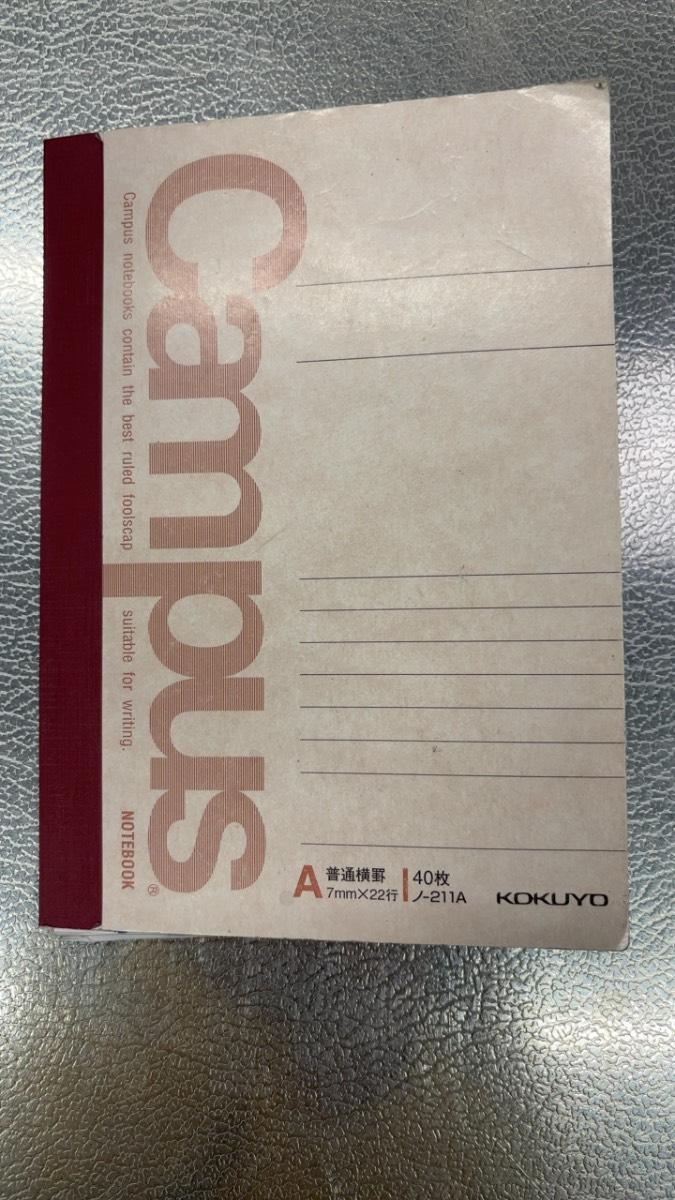 Campus®
Campus notebooks contain the best ruled foolscap suitable for writing.
NOTEBOOK
A 普通横罫 40枚
7mm×22行 ノ-211A
KOKUYO